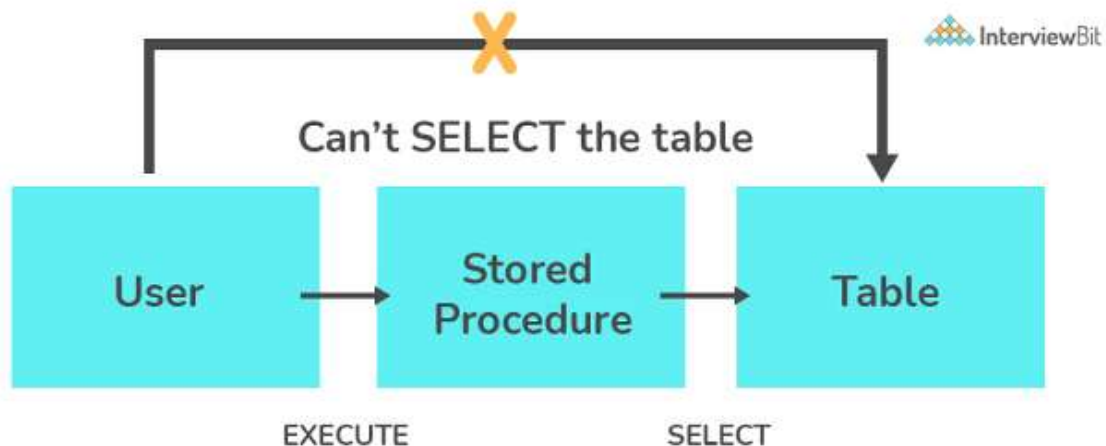 InterviewBit
Can't SELECT the table
User
Stored
Procedure
Table
EXECUTE
SELECT